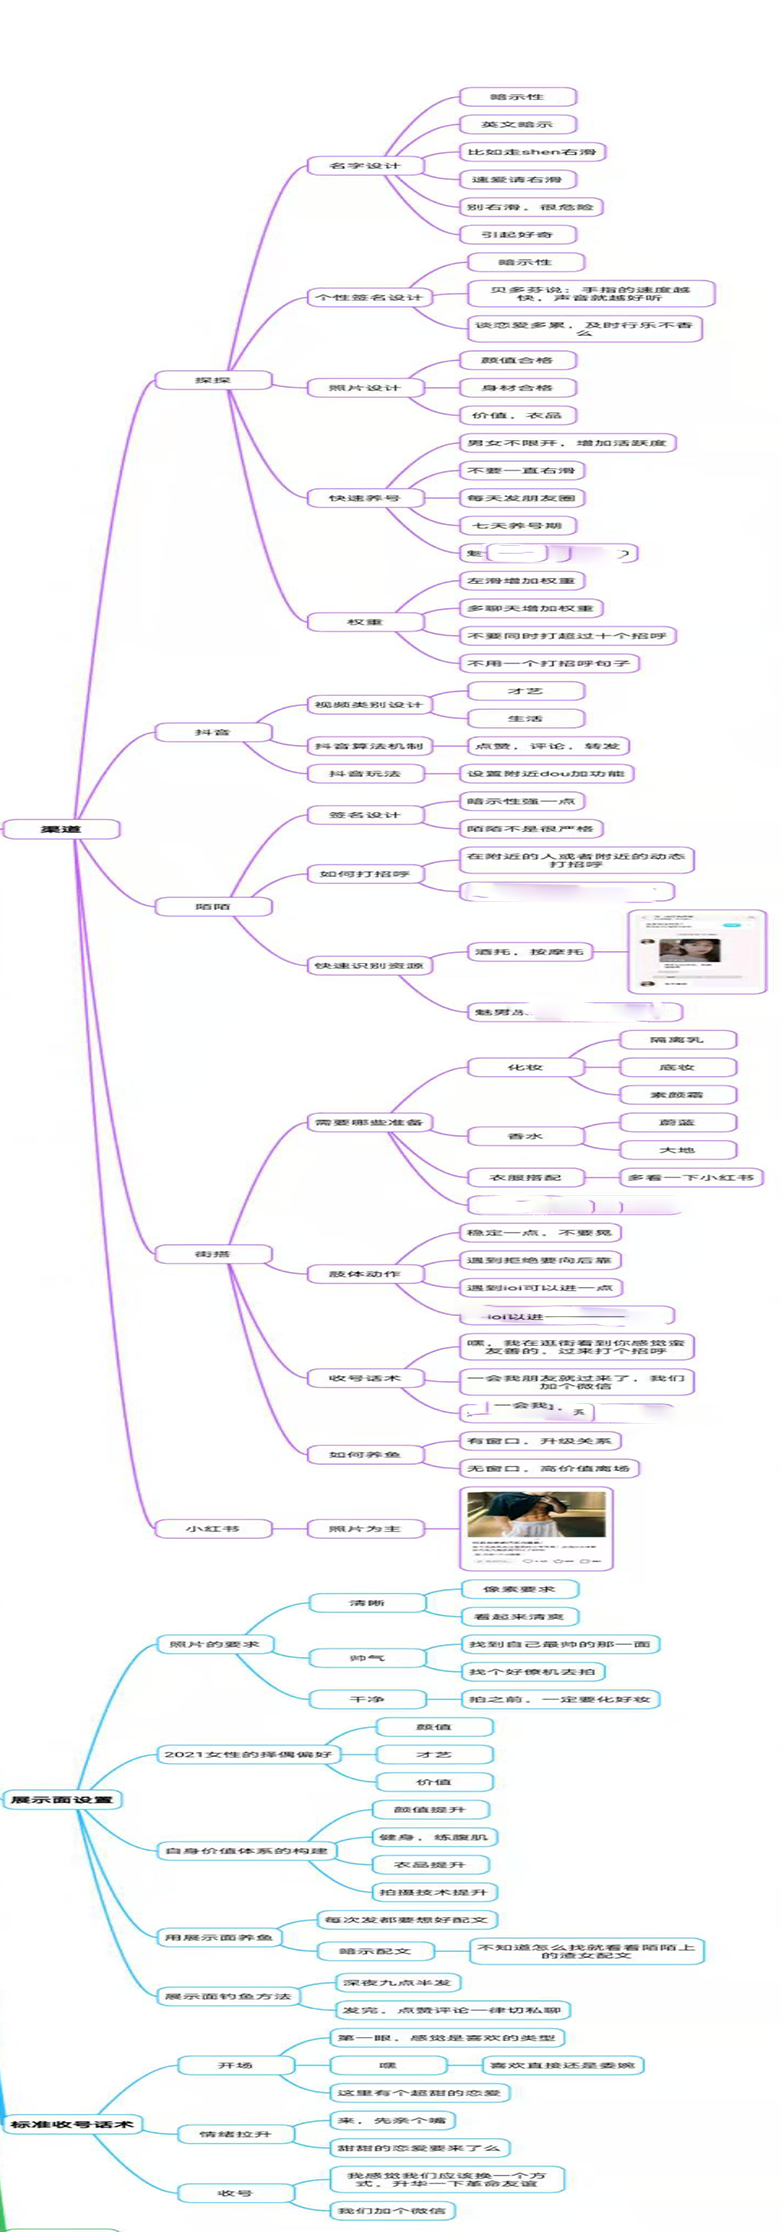 暗示性
英文暗示
名字设计
比如走shen右滑
速爱请右滑
别右滑，很危险
引起好奇
暗示性
个性签名设计
贝多芬说：手指的速度越
快，声音就越好听
谈恋爱多累，及时行乐不香
么
颜值合格
探探
照片设计
身材合格
价值，衣品
男女不限开，增加活跃度
不要一直右滑
快速养号
每天发朋友圈
七天养号期
魅
左滑增加权重
多聊天增加权重
权重
不要同时打超过十个招呼
不用一个打招呼句子
才艺
视频类别设计
生活
抖音
抖音算法机制
点赞，评论，转发
抖音玩法
设置附近dou加功能
渠道
暗示性强一点
签名设计
陌陌不是很严格
在附近的人或者附近的动态
打招呼
如何打招呼
陌陌
酒托，按摩托
快速识别资源
魅男
隔离乳
化妆
底妆
素颜霜
需要哪些准备
蔚蓝
香水
大地
衣服搭配
多看一下小红书
稳定一点，不要晃
街搭
遇到拒绝要向后靠
肢体动作
遇到ioi可以进一点
ioi以进
嘿，我在逛街看到你感觉蛮
友善的，过来打个招呼
收号话术
一会我朋友就过来了，我们
加个微信
一会我
有窗口，升级关系
如何养鱼
无窗口，高价值离场
小红书
照片为主
像素要求
清晰
看起来清爽
照片的要求
找到自己最帅的那一面
帅气
找个好僚机去拍
干净
拍之前，一定要化好妆
颜值
2021女性的择偶偏好
才艺
价值
展示面设置
颜值提升
健身，练腹肌
自身价值体系的构建
衣品提升
拍摄技术提升
每次发都要想好配文
用展示面养鱼
暗示配文
不知道怎么找就看看陌陌上
的渣女配文
深夜九点半发
展示面钓鱼方法
发完，点赞评论一律切私聊
第一眼，感觉是喜欢的类型
开场
嘿
喜欢直接还是委婉
这里有个超甜的恋爱
标准收号话术
来，先亲个嘴
情绪拉升
甜甜的恋爱要来了么
我感觉我们应该换一个方
式，升华一下革命友谊
收号
我们加个微信